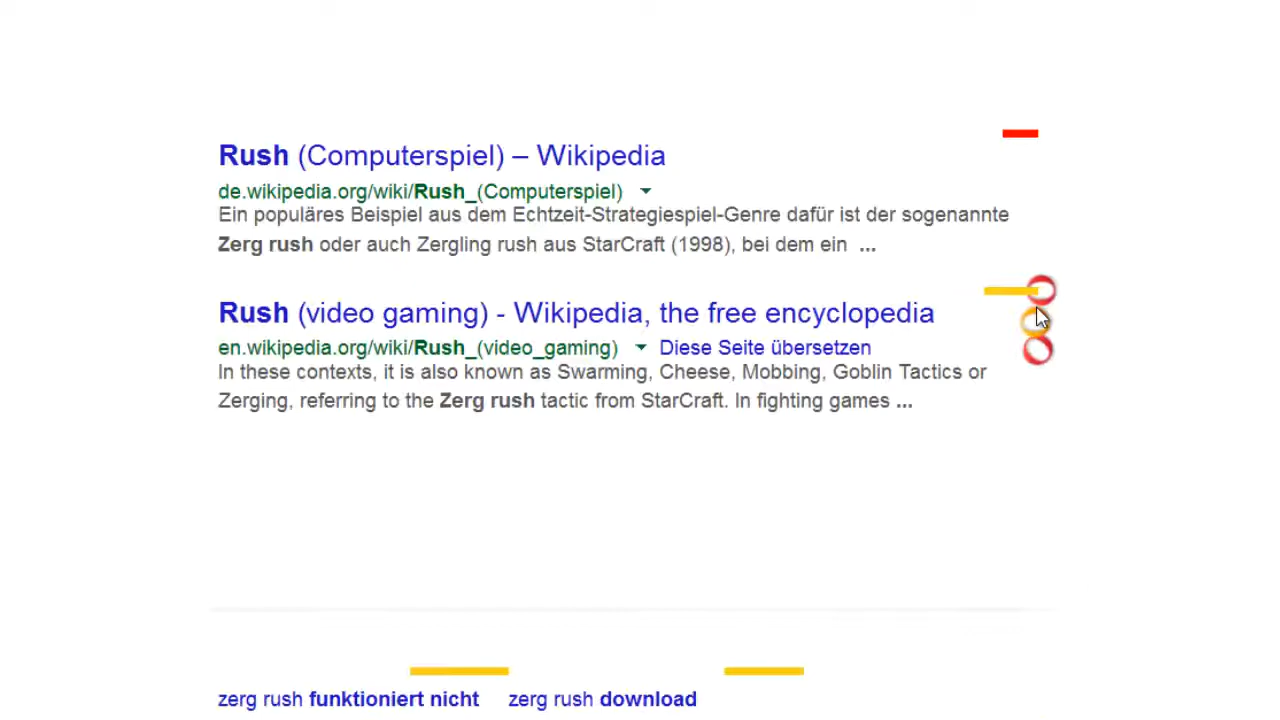 Rush (Computerspiel) – Wikipedia
de.wikipedia.org/wiki/Rush_(Computerspiel)
Ein populäres Beispiel aus dem Echtzeit-Strategiespiel-Genre dafür ist der sogenannte
Zerg rush oder auch Zergling rush aus StarCraft (1998), bei dem ein ...
Rush (video gaming) - Wikipedia, the free encyclopedia
en.wikipedia.org/wiki/Rush_(video_gaming) Diese Seite übersetzen
In these contexts, it is also known as Swarming, Cheese, Mobbing, Goblin Tactics or
Zerging, referring to the Zerg rush tactic from StarCraft. In fighting games ...
zerg rush funktioniert nicht zerg rush download